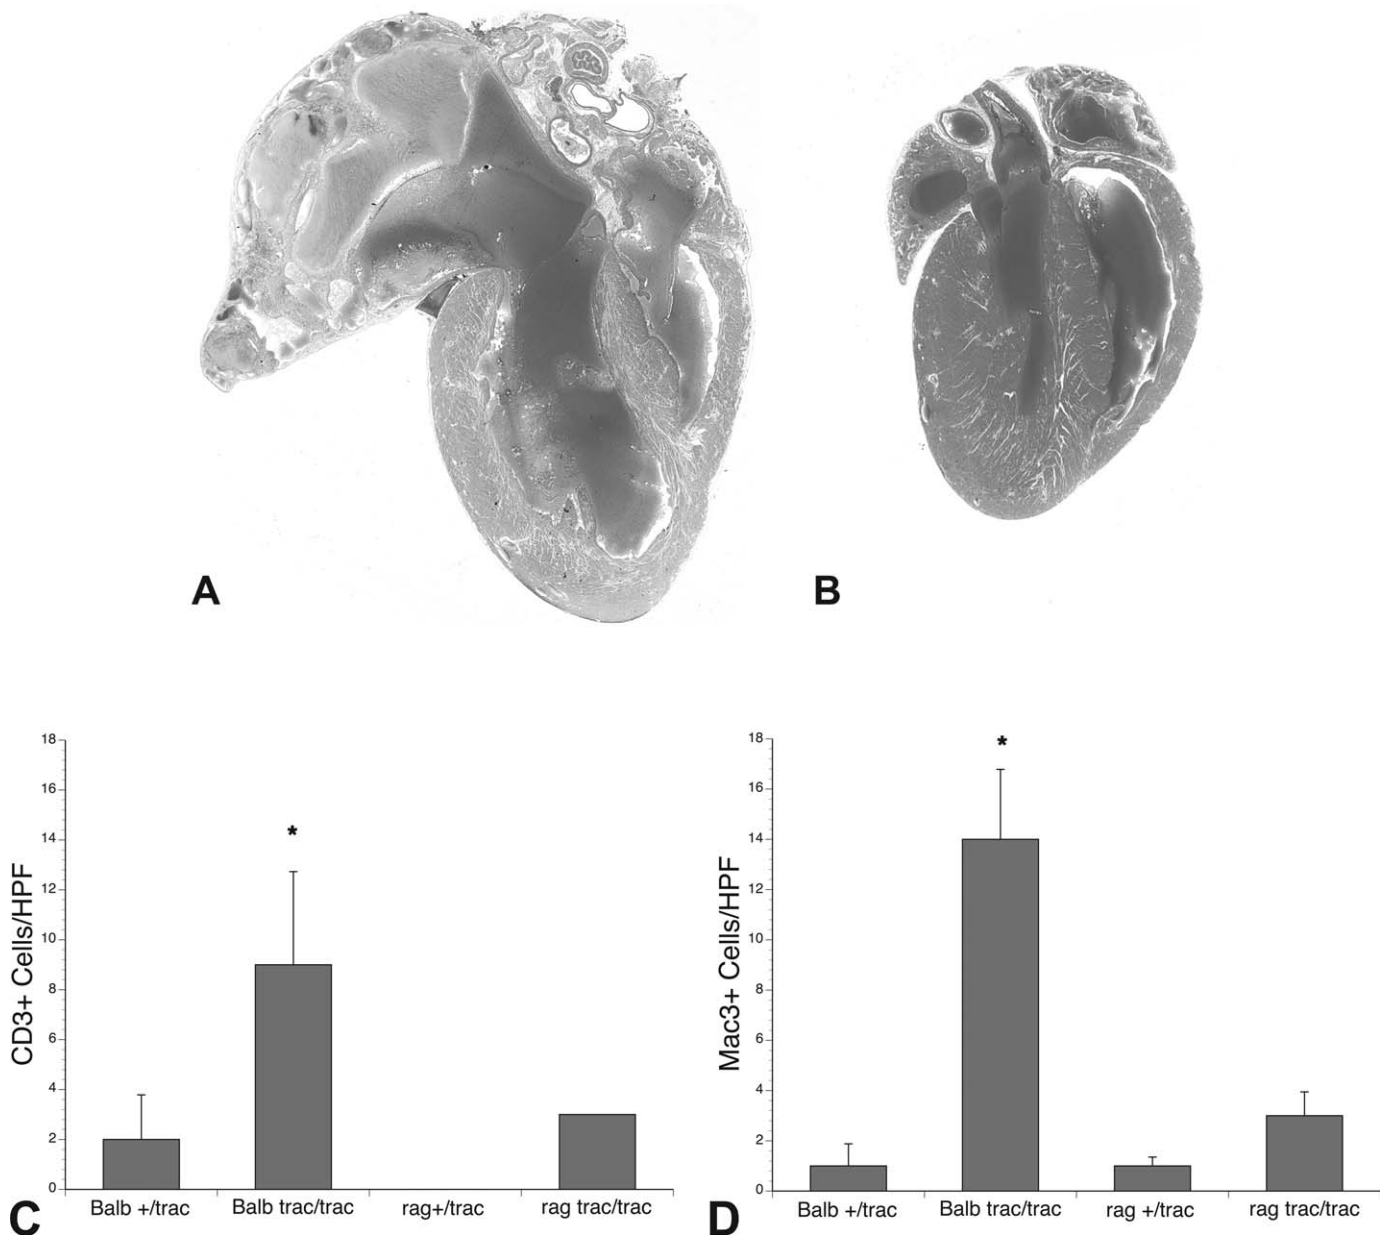 A
B
CD3+ Cells/HPF
18
16
14
12
10
8
6
4
2
0
*
Balb +/trac
Balb trac/trac
rag+/trac
rag trac/trac
C
Mac3+ Cells/HPF
18
16
14
12
10
8
6
4
2
0
*
Balb +/trac
Balb trac/trac
rag +/trac
rag trac/trac
D